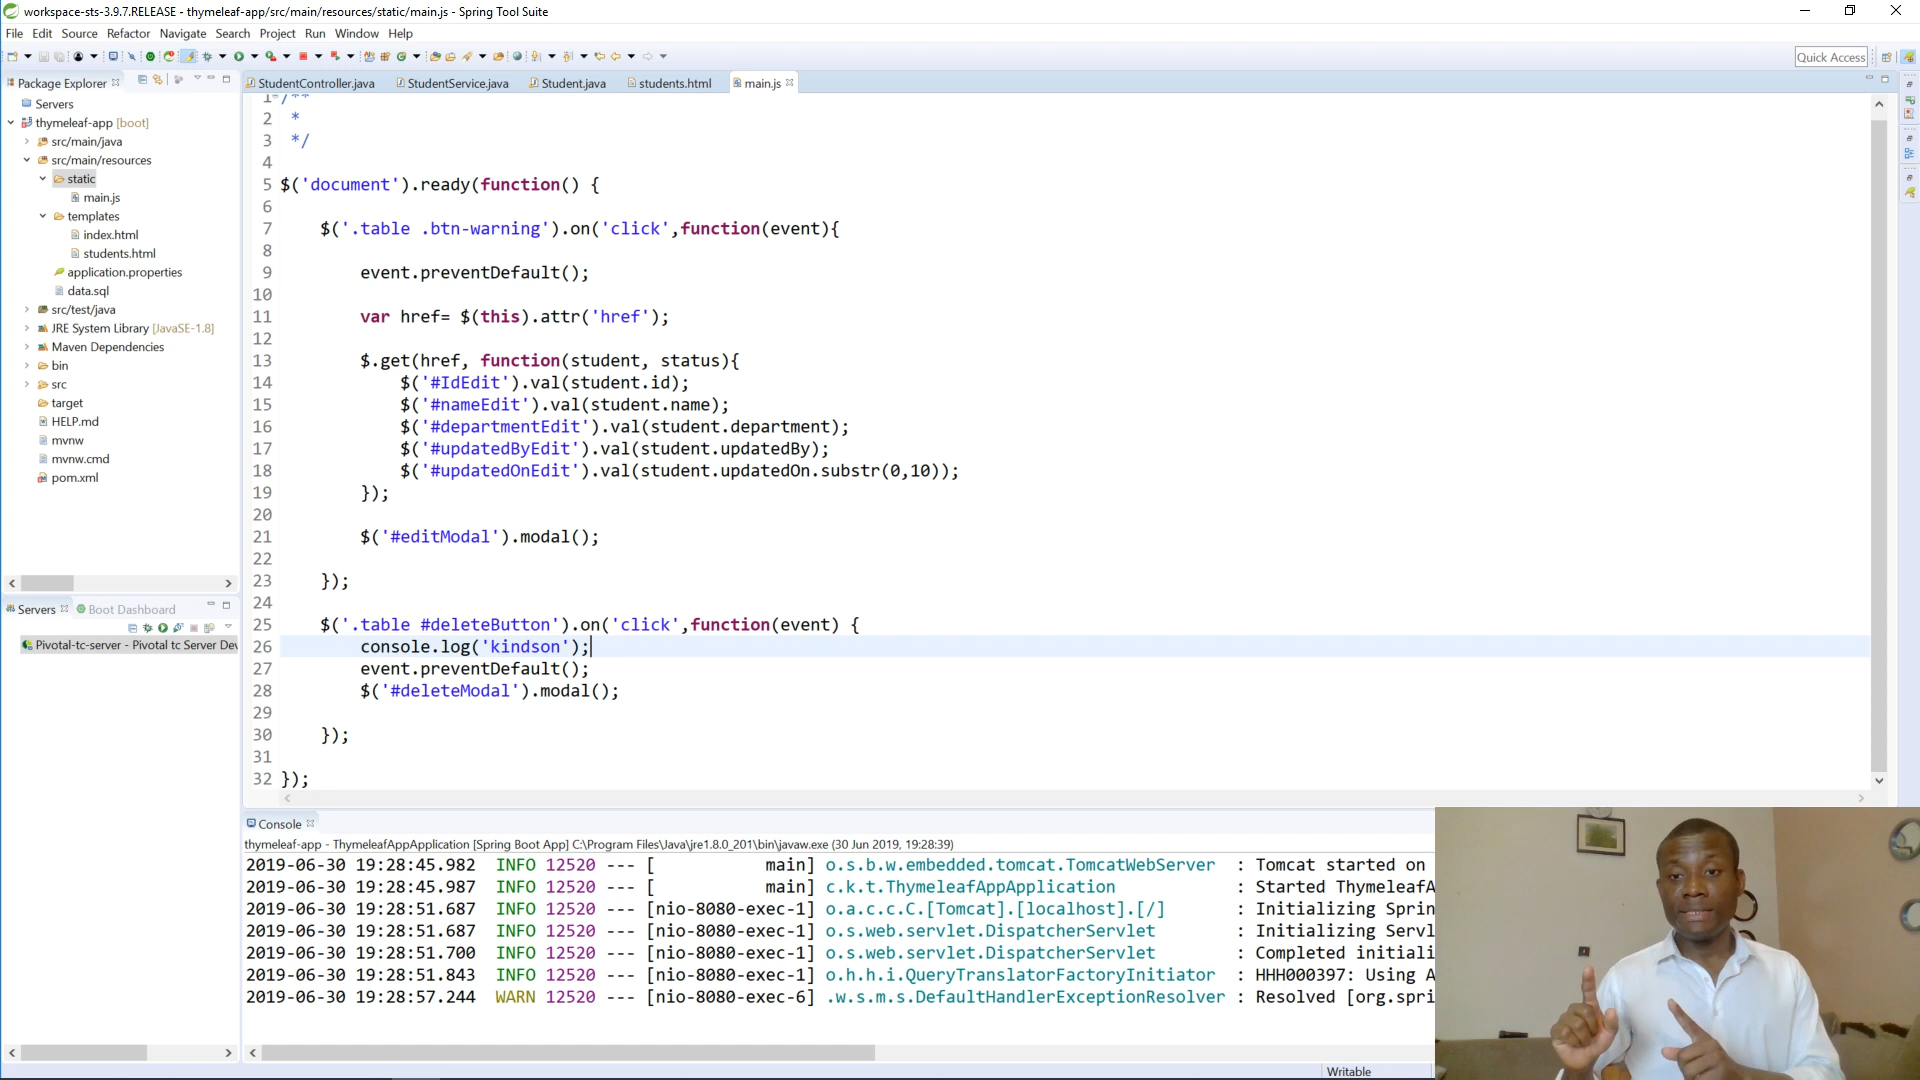 workspace-sts-3.9.7.RELEASE - thymeleaf-app/src/main/resources/static/main.js - Spring Tool Suite
File Edit Source Refactor Navigate Search Project Run Window Help
Quick Access
Package Explorer
Servers
thymeleaf-app [boot]
src/main/java
src/main/resources
static
main.js
templates
index.html
students.html
application.properties
data.sql
src/test/java
JRE System Library [JavaSE-1.8]
Maven Dependencies
bin
src
target
HELP.md
mvnw
mvnw.cmd
pom.xml
Servers Boot Dashboard
Pivotal-tc-server - Pivotal tc Server Dev
StudentController.java StudentService.java Student.java students.html main.js
1 /**
2 *
3 */
4
5 $('document').ready(function() {
6
7 $('.table .btn-warning').on('click',function(event){
8
9 event.preventDefault();
10
11 var href= $(this).attr('href');
12
13 $.get(href, function(student, status){
14 $('#IdEdit').val(student.id);
15 $('#nameEdit').val(student.name);
16 $('#departmentEdit').val(student.department);
17 $('#updatedByEdit').val(student.updatedBy);
18 $('#updatedOnEdit').val(student.updatedOn.substr(0,10));
19 });
20
21 $('#editModal').modal();
22
23 });
24
25 $('.table #deleteButton').on('click',function(event) {
26 console.log('kindson');
27 event.preventDefault();
28 $('#deleteModal').modal();
29
30 });
31
32 });
Console
thymeleaf-app - ThymeleafAppApplication [Spring Boot App] C:\Program Files\Java\jre1.8.0_201\bin\javaw.exe (30 Jun 2019, 19:28:39)
2019-06-30 19:28:45.982 INFO 12520 --- [ main] o.s.b.w.embedded.tomcat.TomcatWebServer : Tomcat started on
2019-06-30 19:28:45.987 INFO 12520 --- [ main] c.k.t.ThymeleafAppApplication : Started ThymeleafA
2019-06-30 19:28:51.687 INFO 12520 --- [nio-8080-exec-1] o.a.c.c.C.[Tomcat].[localhost].[/] : Initializing Sprin
2019-06-30 19:28:51.687 INFO 12520 --- [nio-8080-exec-1] o.s.web.servlet.DispatcherServlet : Initializing Servl
2019-06-30 19:28:51.700 INFO 12520 --- [nio-8080-exec-1] o.s.web.servlet.DispatcherServlet : Completed initiali
2019-06-30 19:28:51.843 INFO 12520 --- [nio-8080-exec-1] o.h.h.i.QueryTranslatorFactoryInitiator : HHH000397: Using A
2019-06-30 19:28:57.244 WARN 12520 --- [nio-8080-exec-6] .w.s.m.s.DefaultHandlerExceptionResolver : Resolved [org.spri
Writable